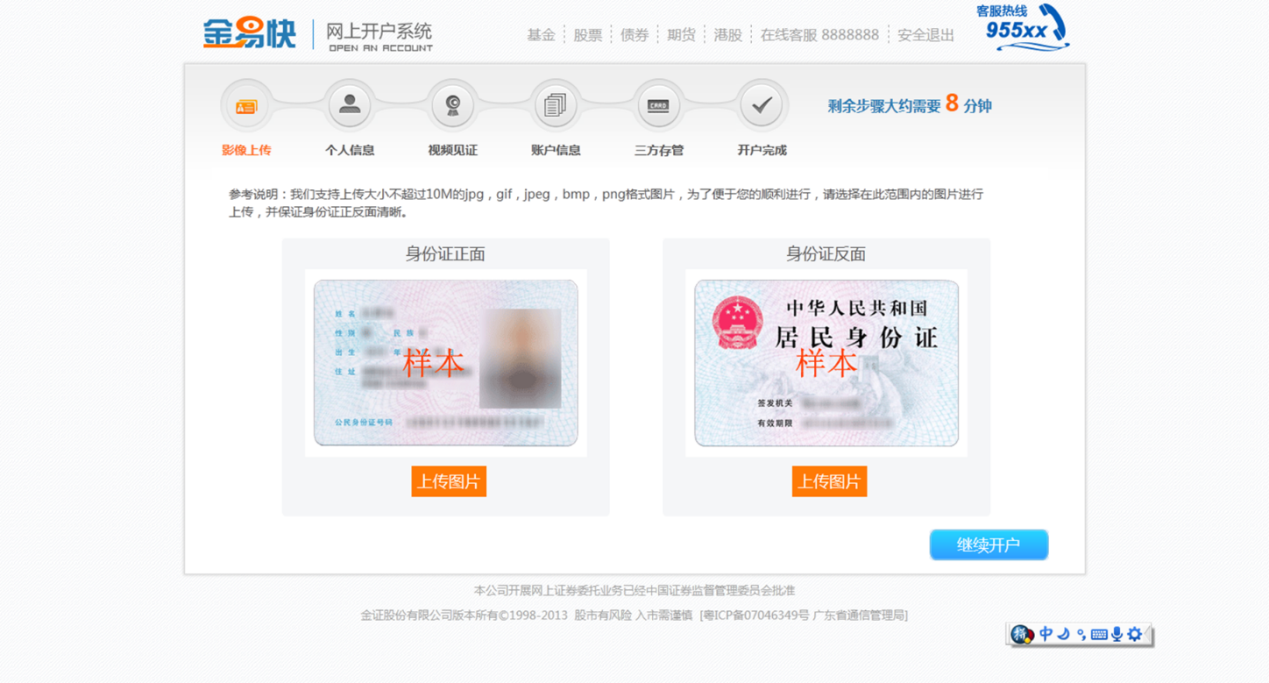 金易快 网上开户系统
OPEN AN ACCOUNT
基金 股票 债券 期货 港股 在线客服 8888888 安全退出
客服热线
955xx
CARD
剩余步骤大约需要 8 分钟
影像上传 个人信息 视频见证 账户信息 三方存管 开户完成
参考说明：我们支持上传大小不超过10M的jpg，gif，jpeg，bmp，png格式图片，为了便于您的顺利进行，请选择在此范围内的图片进行
上传，并保证身份证正反面清晰。
身份证正面
姓名
性别 民族
出生
住址
样本
公民身份证号码
上传图片
身份证反面
中华人民共和国
居民身份证
样本
签发机关
有效期限
上传图片
继续开户
本公司开展网上证券委托业务已经中国证券监督管理委员会批准
金证股份有限公司版本所有©1998-2013 股市有风险 入市需谨慎 [粤ICP备07046349号 广东省通信管理局]
中